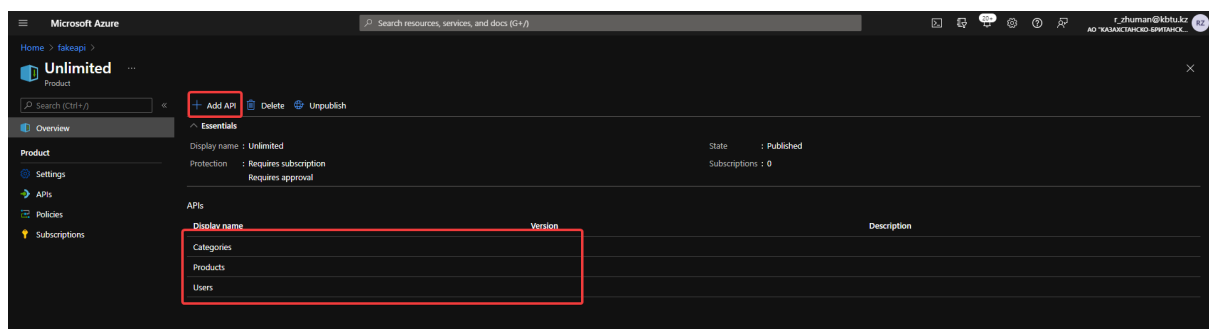 Microsoft Azure
Search resources, services, and docs (G+/)
20+
r_zhuman@kbtu.kz
АО "КАЗАХСТАНСКО-БРИТАНСК...
RZ
Home > fakeapi >
Unlimited ...
Product
Search (Ctrl+/)
«
+ Add API Delete Unpublish
Overview
Essentials
Product
Display name : Unlimited
State : Published
Settings
Protection : Requires subscription
Subscriptions : 0
Requires approval
APIs
Policies
APIs
Subscriptions
Display name Version Description
Categories
Products
Users